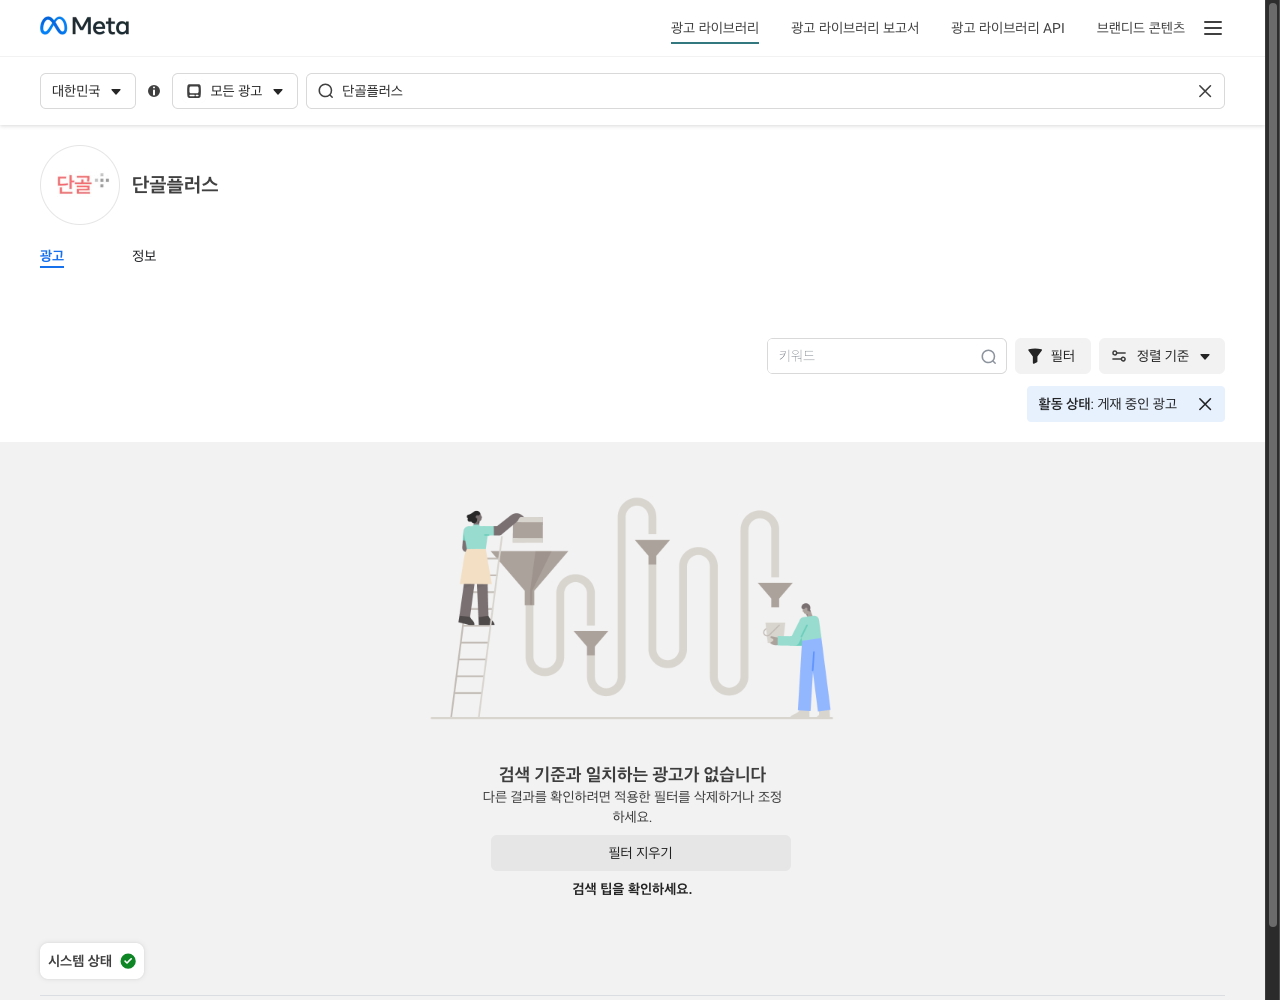 Meta
광고 라이브러리
광고 라이브러리 보고서
광고 라이브러리 API
브랜디드 콘텐츠
대한민국
모든 광고
단골플러스
단골
단골플러스
광고
정보
키워드
필터
정렬 기준
활동 상태: 게재 중인 광고
검색 기준과 일치하는 광고가 없습니다
다른 결과를 확인하려면 적용한 필터를 삭제하거나 조정
하세요.
필터 지우기
검색 팁을 확인하세요.
시스템 상태